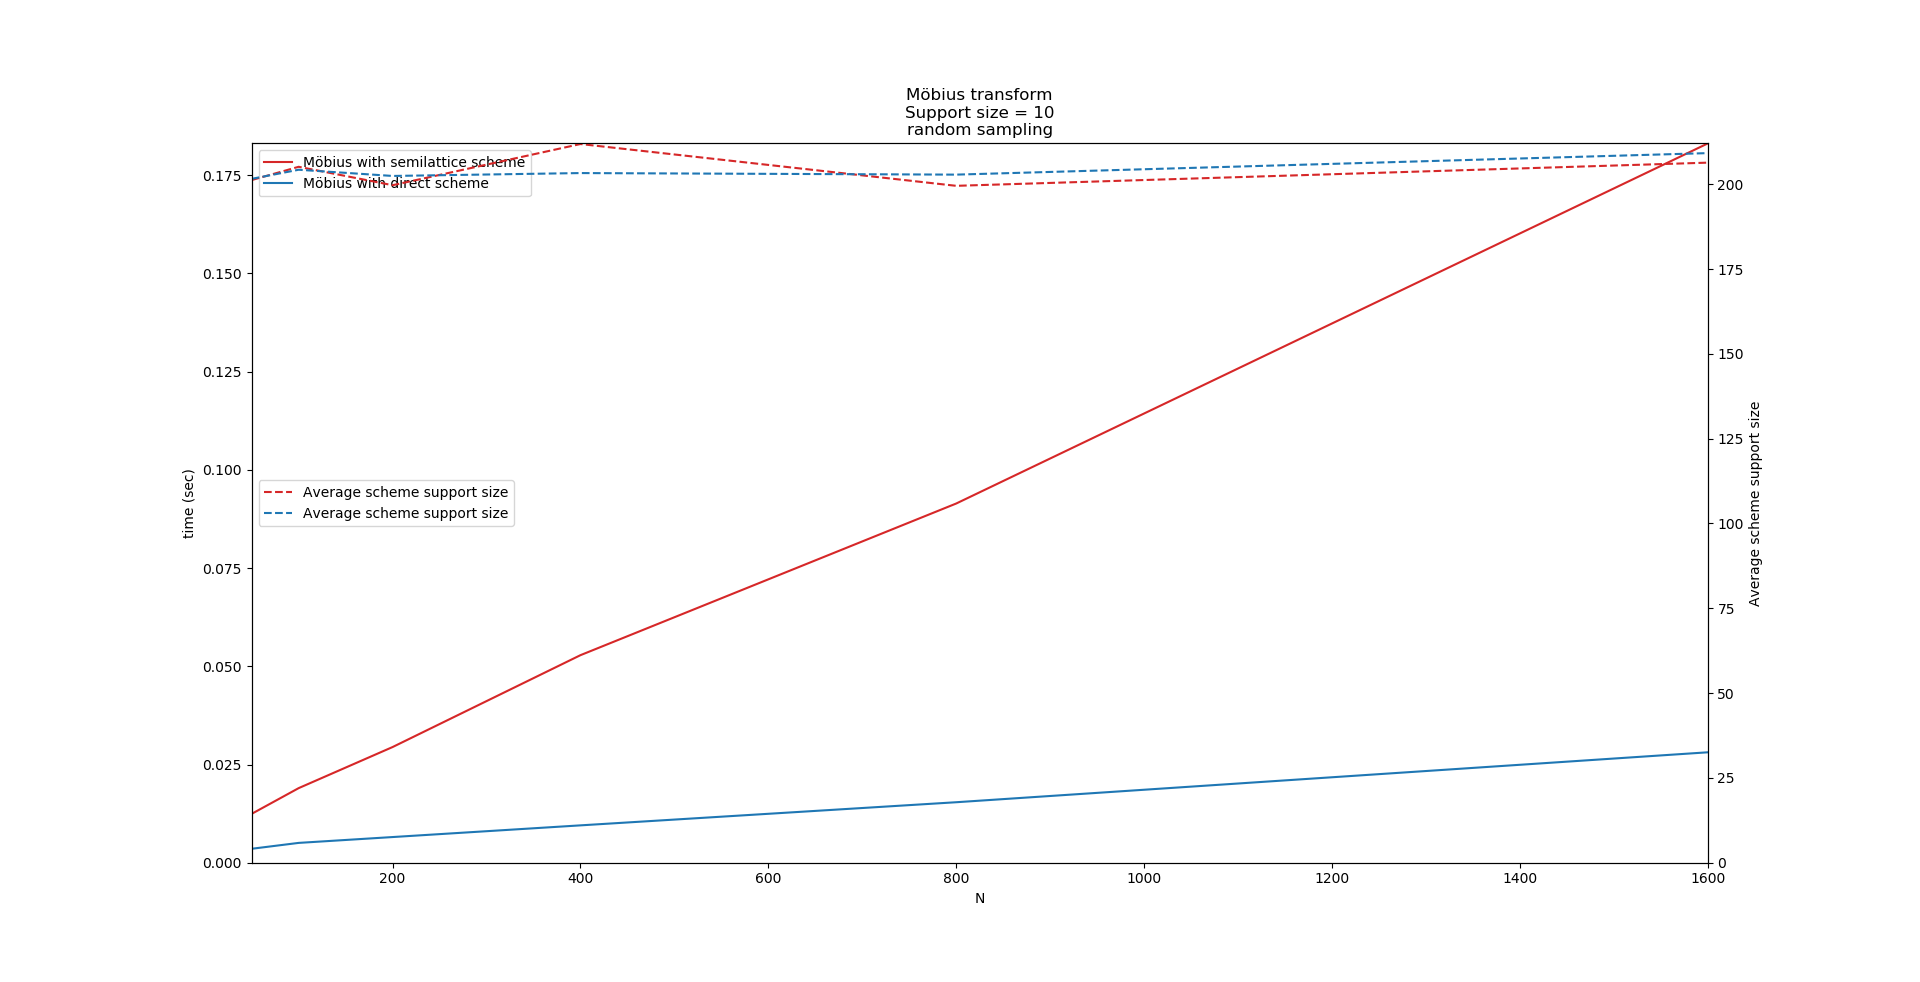 Möbius transform
Support size = 10
random sampling
Möbius with semilattice scheme
Möbius with direct scheme
Average scheme support size
Average scheme support size
time (sec)
0.175
0.150
0.125
0.100
0.075
0.050
0.025
0.000
200
400
600
800
1000
1200
1400
1600
N
200
175
150
125
100
75
50
25
0
Average scheme support size